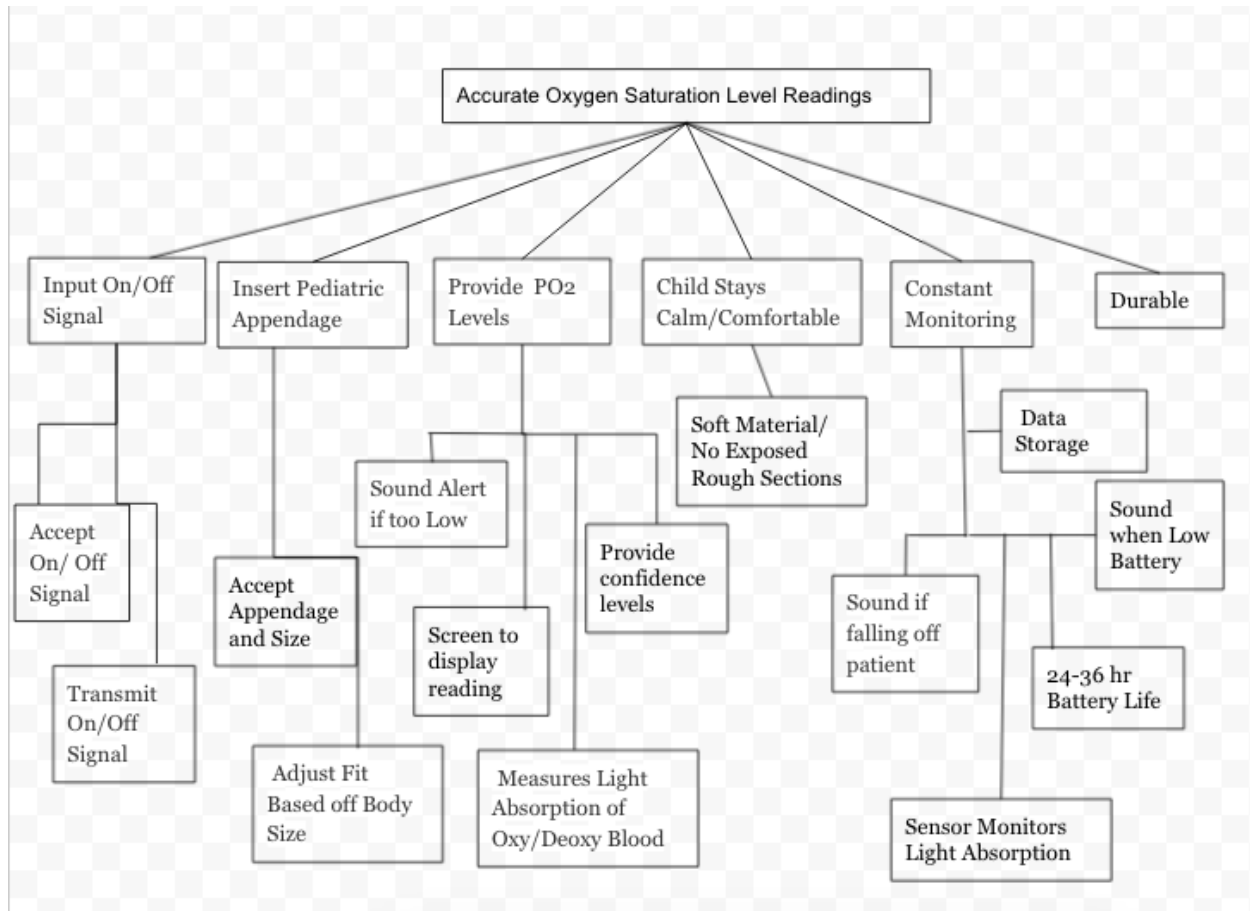 Accurate Oxygen Saturation Level Readings
Input On/Off
Signal
Insert Pediatric
Appendage
Provide PO2
Levels
Child Stays
Calm/Comfortable
Constant
Monitoring
Durable
Accept
On/ Off
Signal
Transmit
On/Off
Signal
Accept
Appendage
and Size
Adjust Fit
Based off Body
Size
Sound Alert
if too Low
Screen to
display
reading
Measures Light
Absorption of
Oxy/Deoxy Blood
Provide
confidence
levels
Soft Material/
No Exposed
Rough Sections
Data
Storage
Sound if
falling off
patient
Sensor Monitors
Light Absorption
24-36 hr
Battery Life
Sound
when Low
Battery